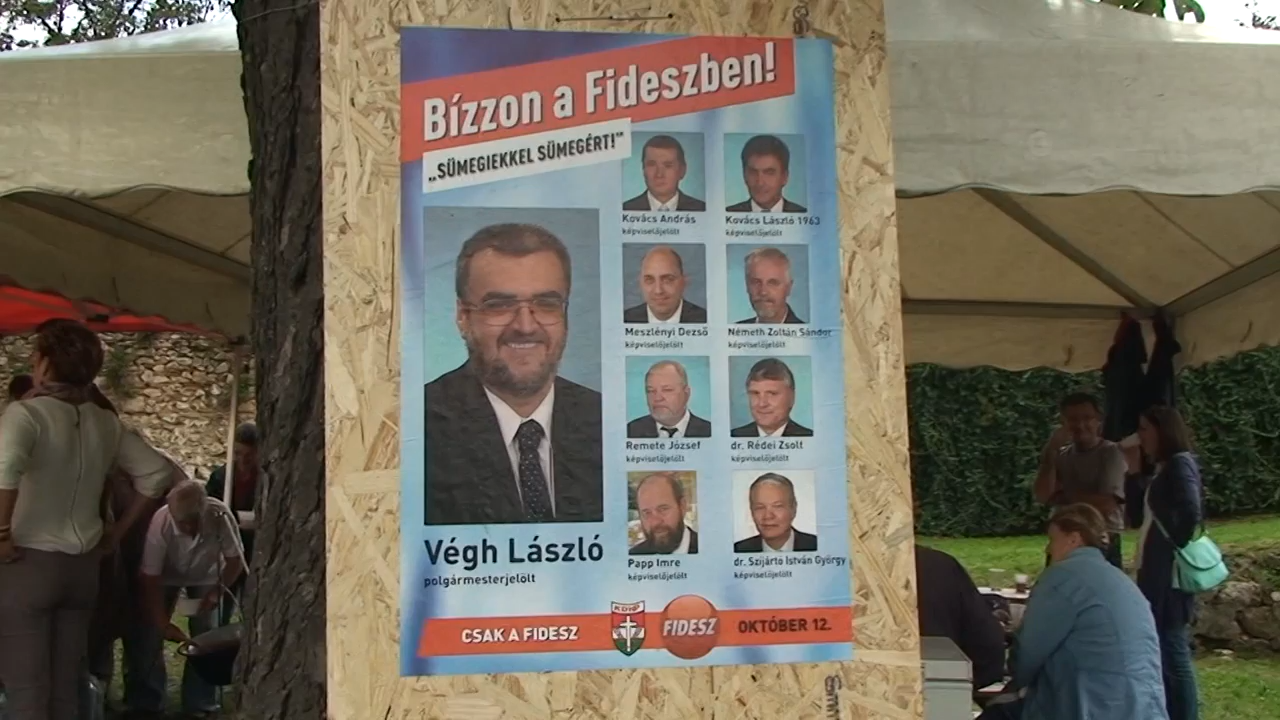 Bízzon a Fideszben!
„SÜMEGIEKKEL SÜMEGÉRT!”
Kovács András
képviselőjelölt
Kovács László 1963
képviselőjelölt
Meszlényi Dezső
képviselőjelölt
Németh Zoltán Sándor
képviselőjelölt
Remete József
képviselőjelölt
dr. Rédei Zsolt
képviselőjelölt
Papp Imre
képviselőjelölt
dr. Szijártó István György
képviselőjelölt
Végh László
polgármesterjelölt
CSAK A FIDESZ
KDNP
FIDESZ
OKTÓBER 12.